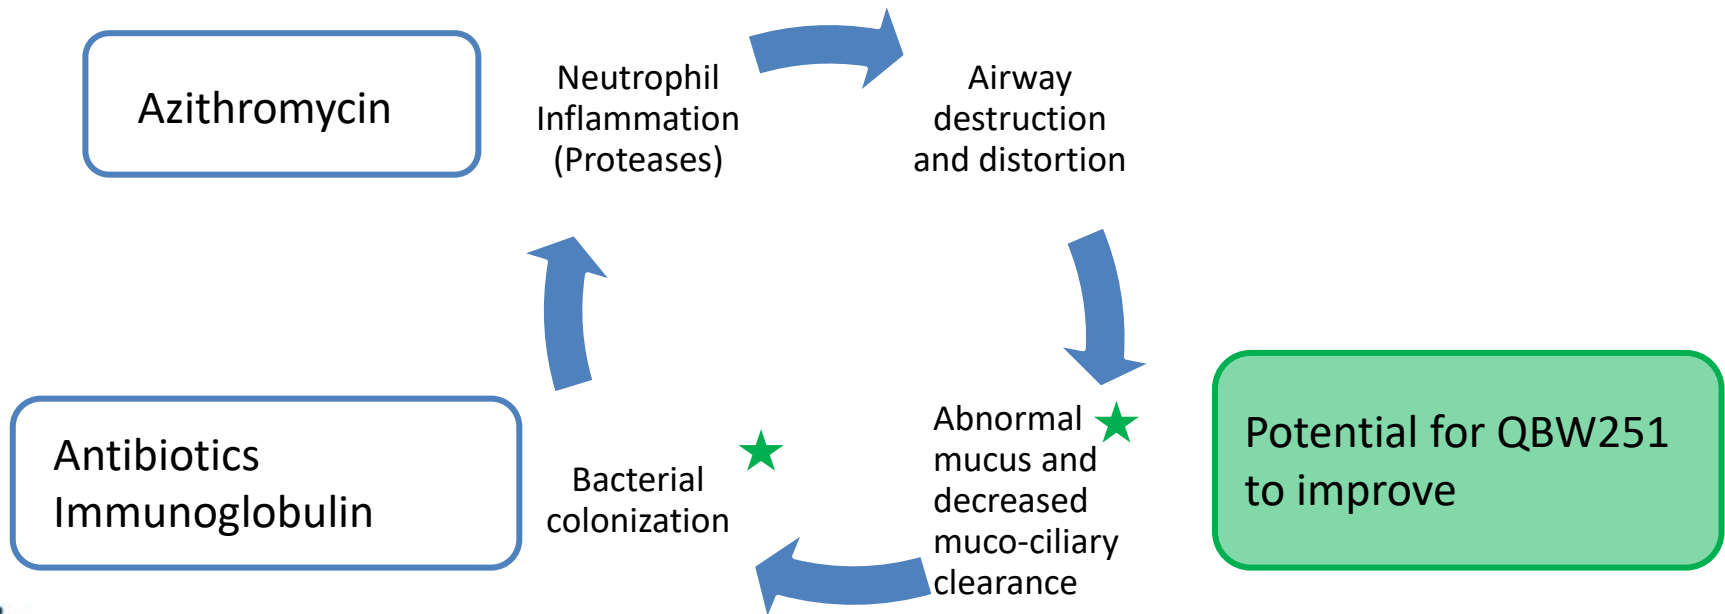 Azithromycin
Neutrophil
Inflammation
(Proteases)
Airway
destruction
and distortion
Antibiotics
Immunoglobulin
Bacterial
colonization
Abnormal
mucus and
decreased
muco-ciliary
clearance
Potential for QBW251
to improve